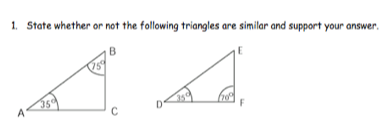 1. State whether or not the following triangles are similar and support your answer.
B
E
75°
35°
A
C
D
35°
70°
F